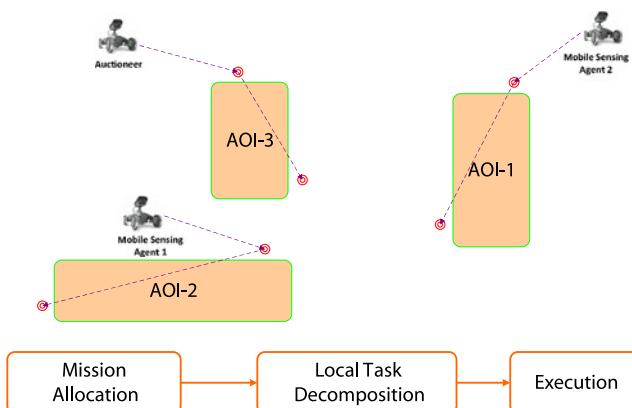 Auctioneer
Mobile Sensing
Agent 2
AOI-3
AOI-1
Mobile Sensing
Agent 1
AOI-2
Mission
Allocation
Local Task
Decomposition
Execution